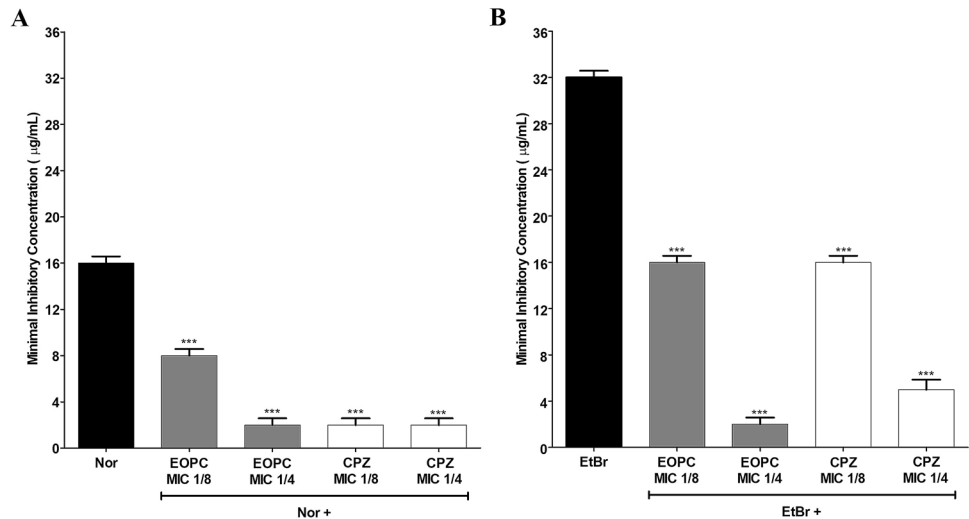 A
Minimal Inhibitory Concentration ( µg/mL)
36
32
28
24
20
16
12
8
4
0
***
***
***
***
Nor
EOPC
MIC 1/8
EOPC
MIC 1/4
CPZ
MIC 1/8
CPZ
MIC 1/4
Nor +
B
Minimal Inhibitory Concentration ( µg/mL)
36
32
28
24
20
16
12
8
4
0
***
***
***
***
EtBr
EOPC
MIC 1/8
EOPC
MIC 1/4
CPZ
MIC 1/8
CPZ
MIC 1/4
EtBr +